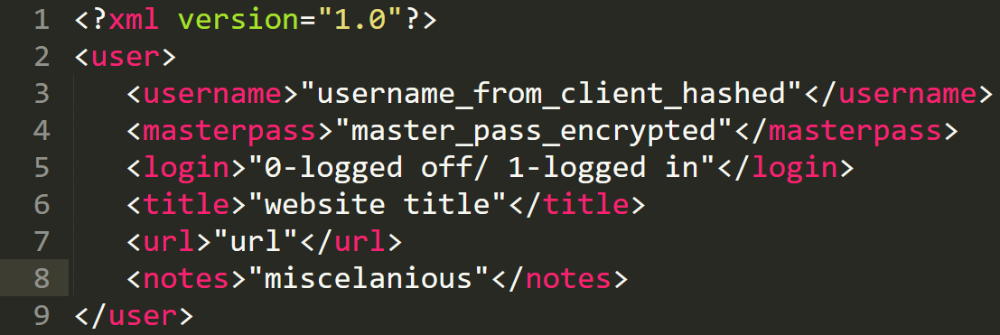 1 <?xml version="1.0"?>
2 <user>
3 <username>"username_from_client_hashed"</username>
4 <masterpass>"master_pass_encrypted"</masterpass>
5 <login>"0-logged off/ 1-logged in"</login>
6 <title>"website title"</title>
7 <url>"url"</url>
8 <notes>"miscelanious"</notes>
9 </user>